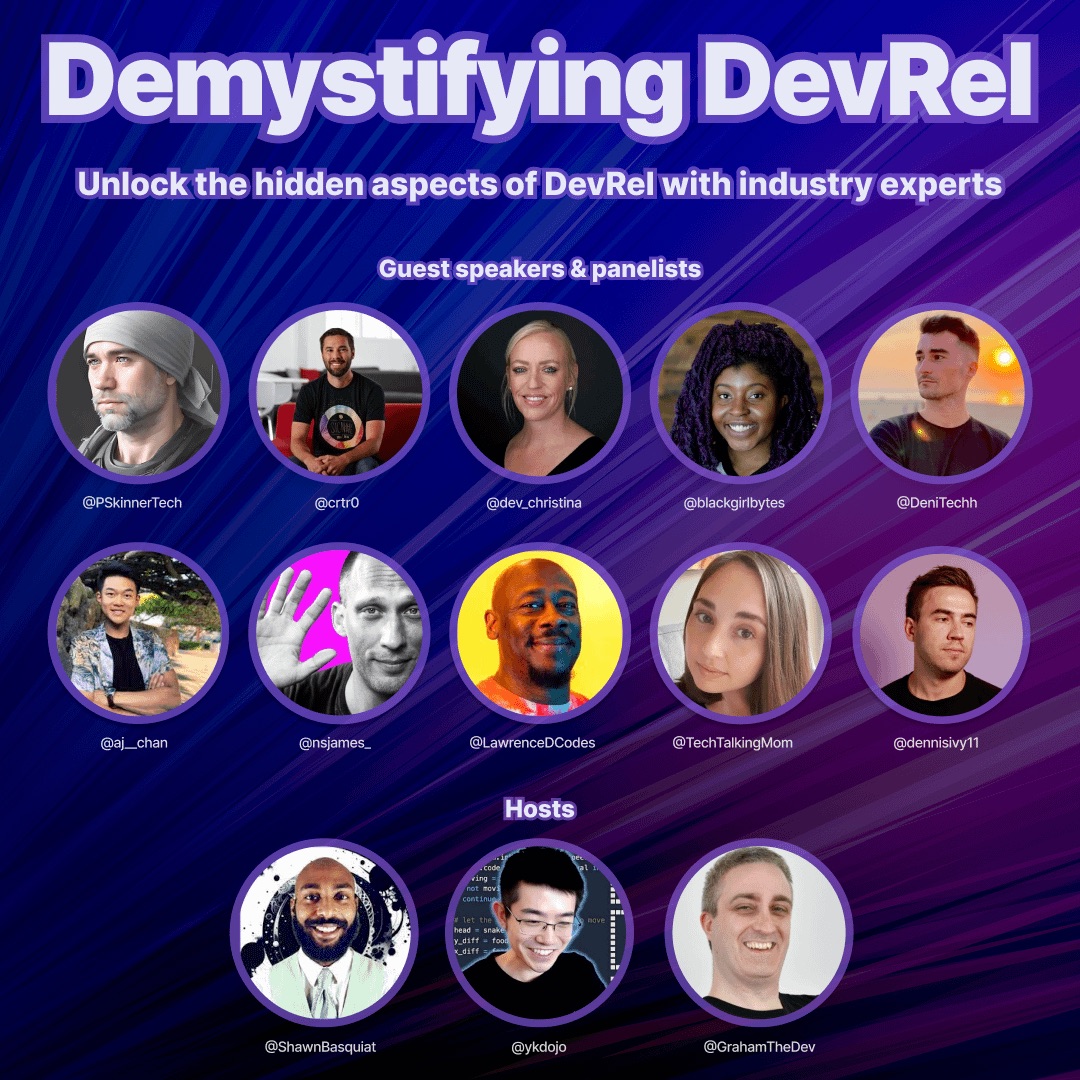 Demystifying DevRel
Unlock the hidden aspects of DevRel with industry experts
Guest speakers & panelists
@PSkinnerTech
@crtr0
@dev_christina
@blackgirlbytes
@DeniTechh
@aj__chan
@nsjames_
@LawrenceDCodes
@TechTalkingMom
@dennisivy11
Hosts
@ShawnBasquiat
@ykdojo
@GrahamTheDev